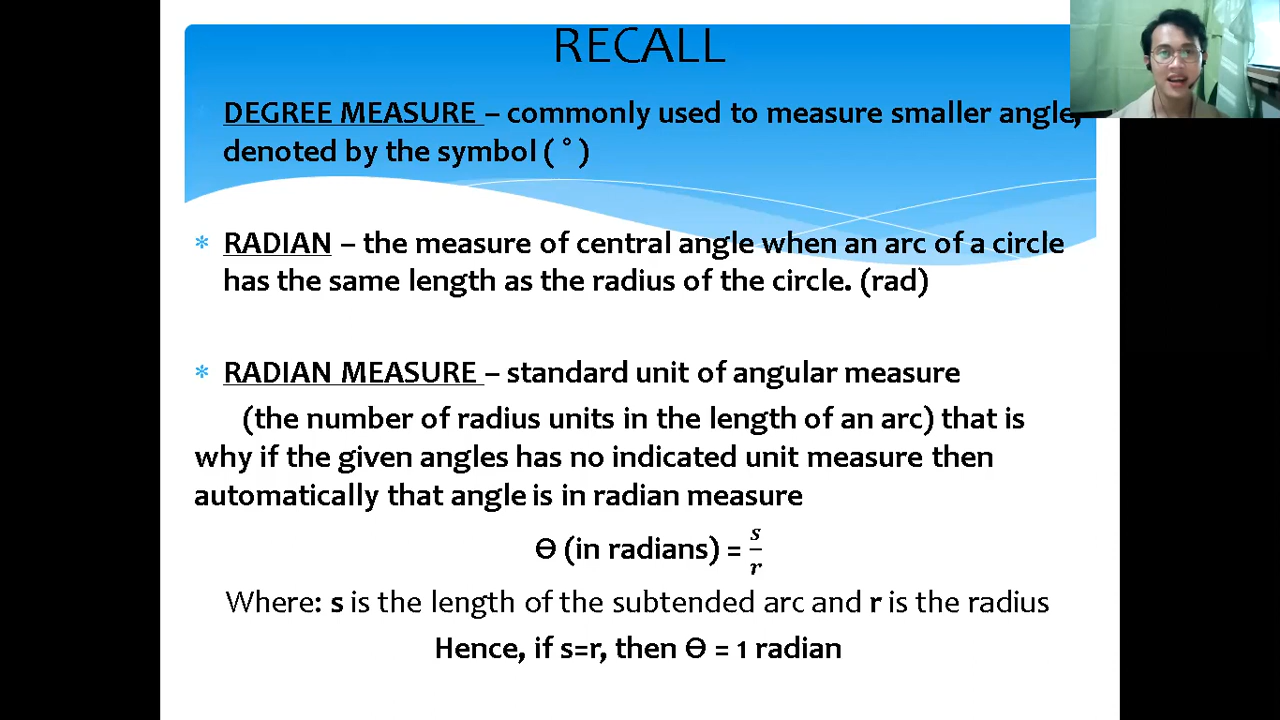 RECALL
DEGREE MEASURE – commonly used to measure smaller angle,
denoted by the symbol ( ° )
* RADIAN – the measure of central angle when an arc of a circle
has the same length as the radius of the circle. (rad)
* RADIAN MEASURE – standard unit of angular measure
(the number of radius units in the length of an arc) that is
why if the given angles has no indicated unit measure then
automatically that angle is in radian measure
ϴ (in radians) = s/r
Where: s is the length of the subtended arc and r is the radius
Hence, if s=r, then ϴ = 1 radian